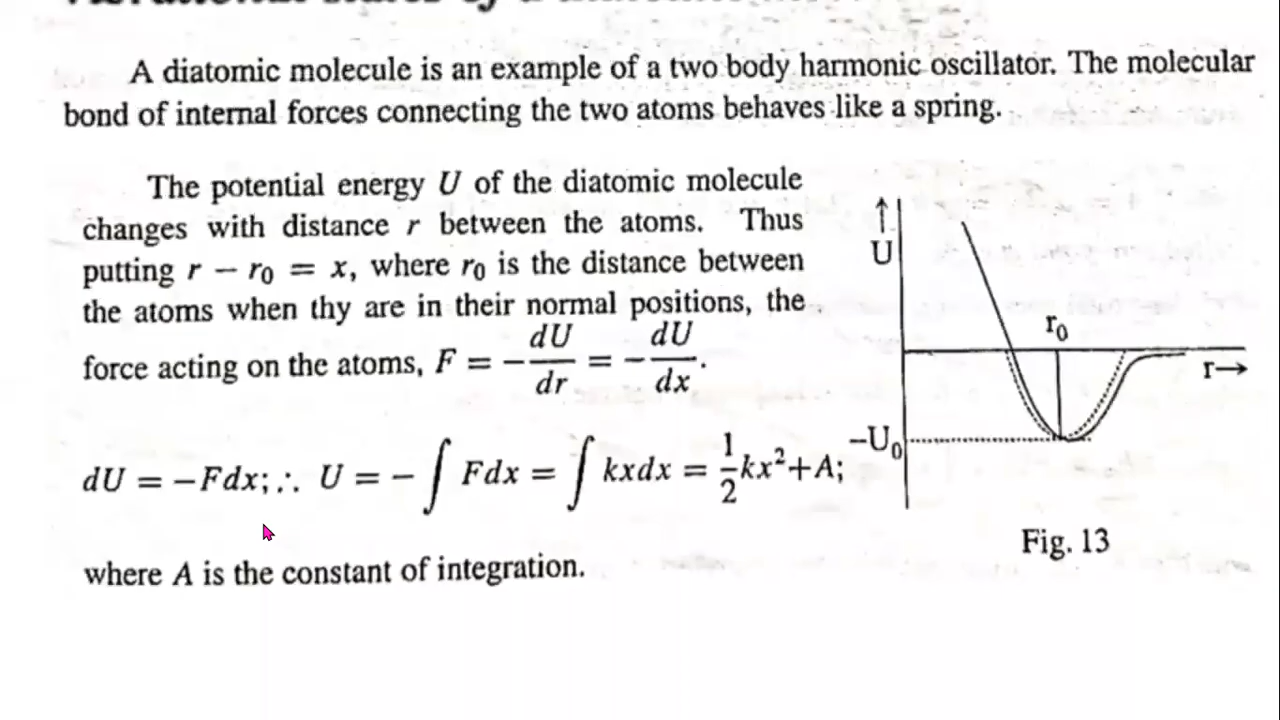 A diatomic molecule is an example of a two body harmonic oscillator. The molecular
bond of internal forces connecting the two atoms behaves like a spring.
The potential energy U of the diatomic molecule
changes with distance r between the atoms. Thus
putting r − r₀ = x, where r₀ is the distance between
the atoms when thy are in their normal positions, the
force acting on the atoms, F = −dU/dr = −dU/dx.
dU = −Fdx; ∴ U = − ∫ Fdx = ∫ kxdx = ½kx²+A;
where A is the constant of integration.
↑
U
r₀
r→
−U₀
Fig. 13